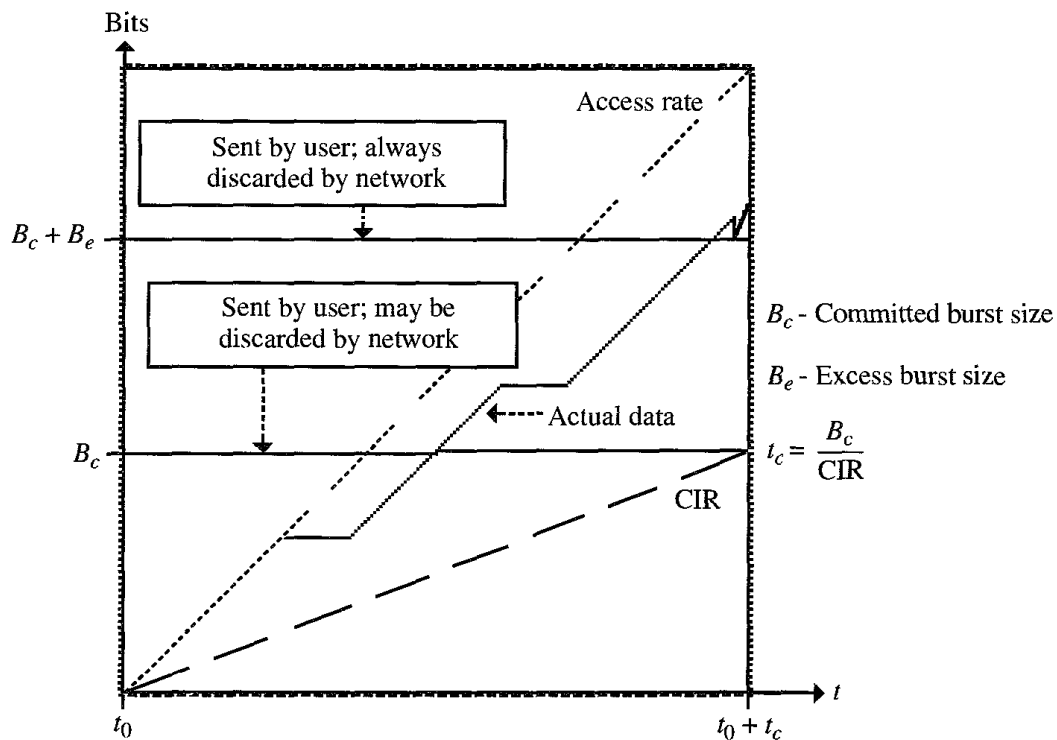 Bits
Access rate
Sent by user; always
discarded by network
B_c + B_e
Sent by user; may be
discarded by network
B_c - Committed burst size
B_e - Excess burst size
Actual data
B_c
t_c = B_c / CIR
CIR
t
t_0
t_0 + t_c